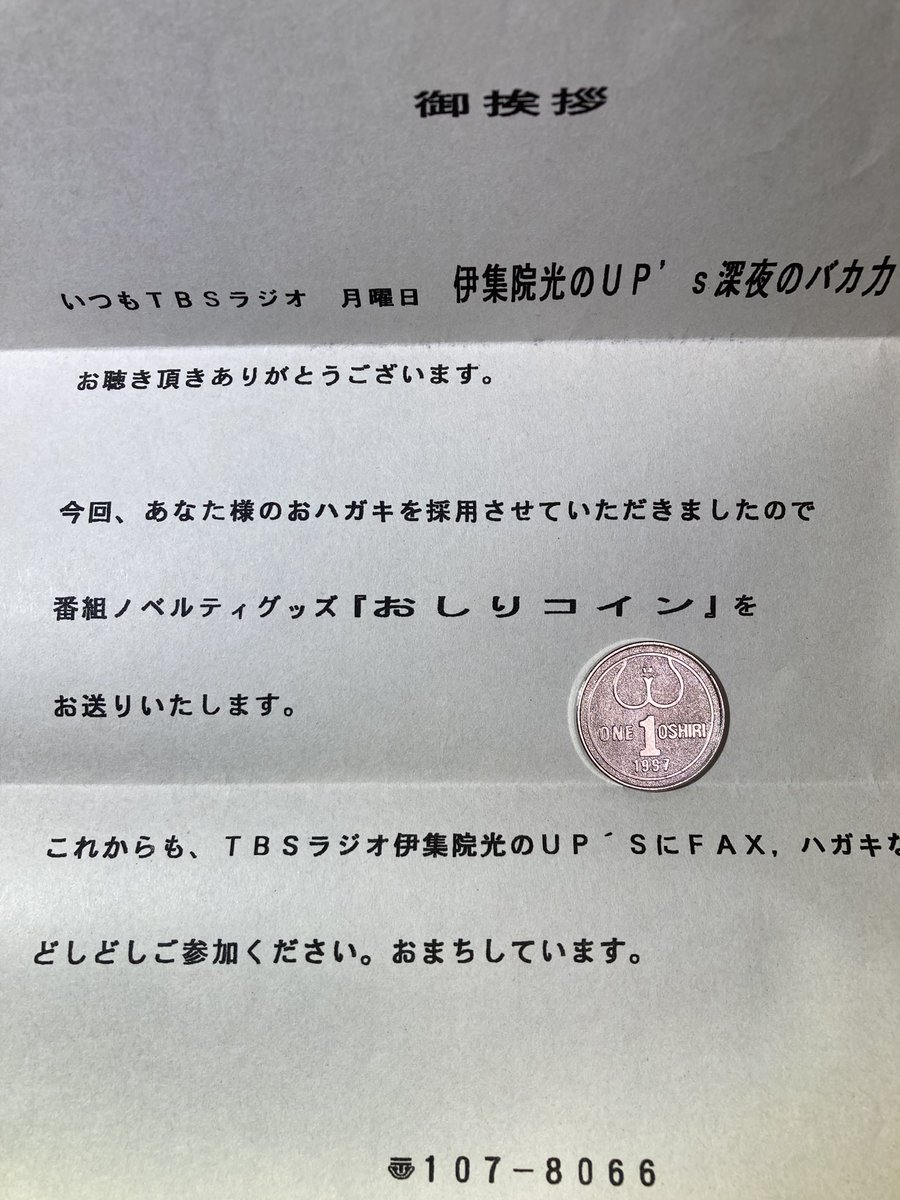 御挨拶
いつもTBSラジオ 月曜日 伊集院光のUP's深夜のバカ力
お聴き頂きありがとうございます。
今回、あなた様のおハガキを採用させていただきましたので
番組ノベルティグッズ『おしりコイン』を
お送りいたします。
ONE 1 OSHIRI
1997
これからも、TBSラジオ伊集院光のUP´SにFAX,ハガキな
どしどしご参加ください。おまちしています。
〠107-8066